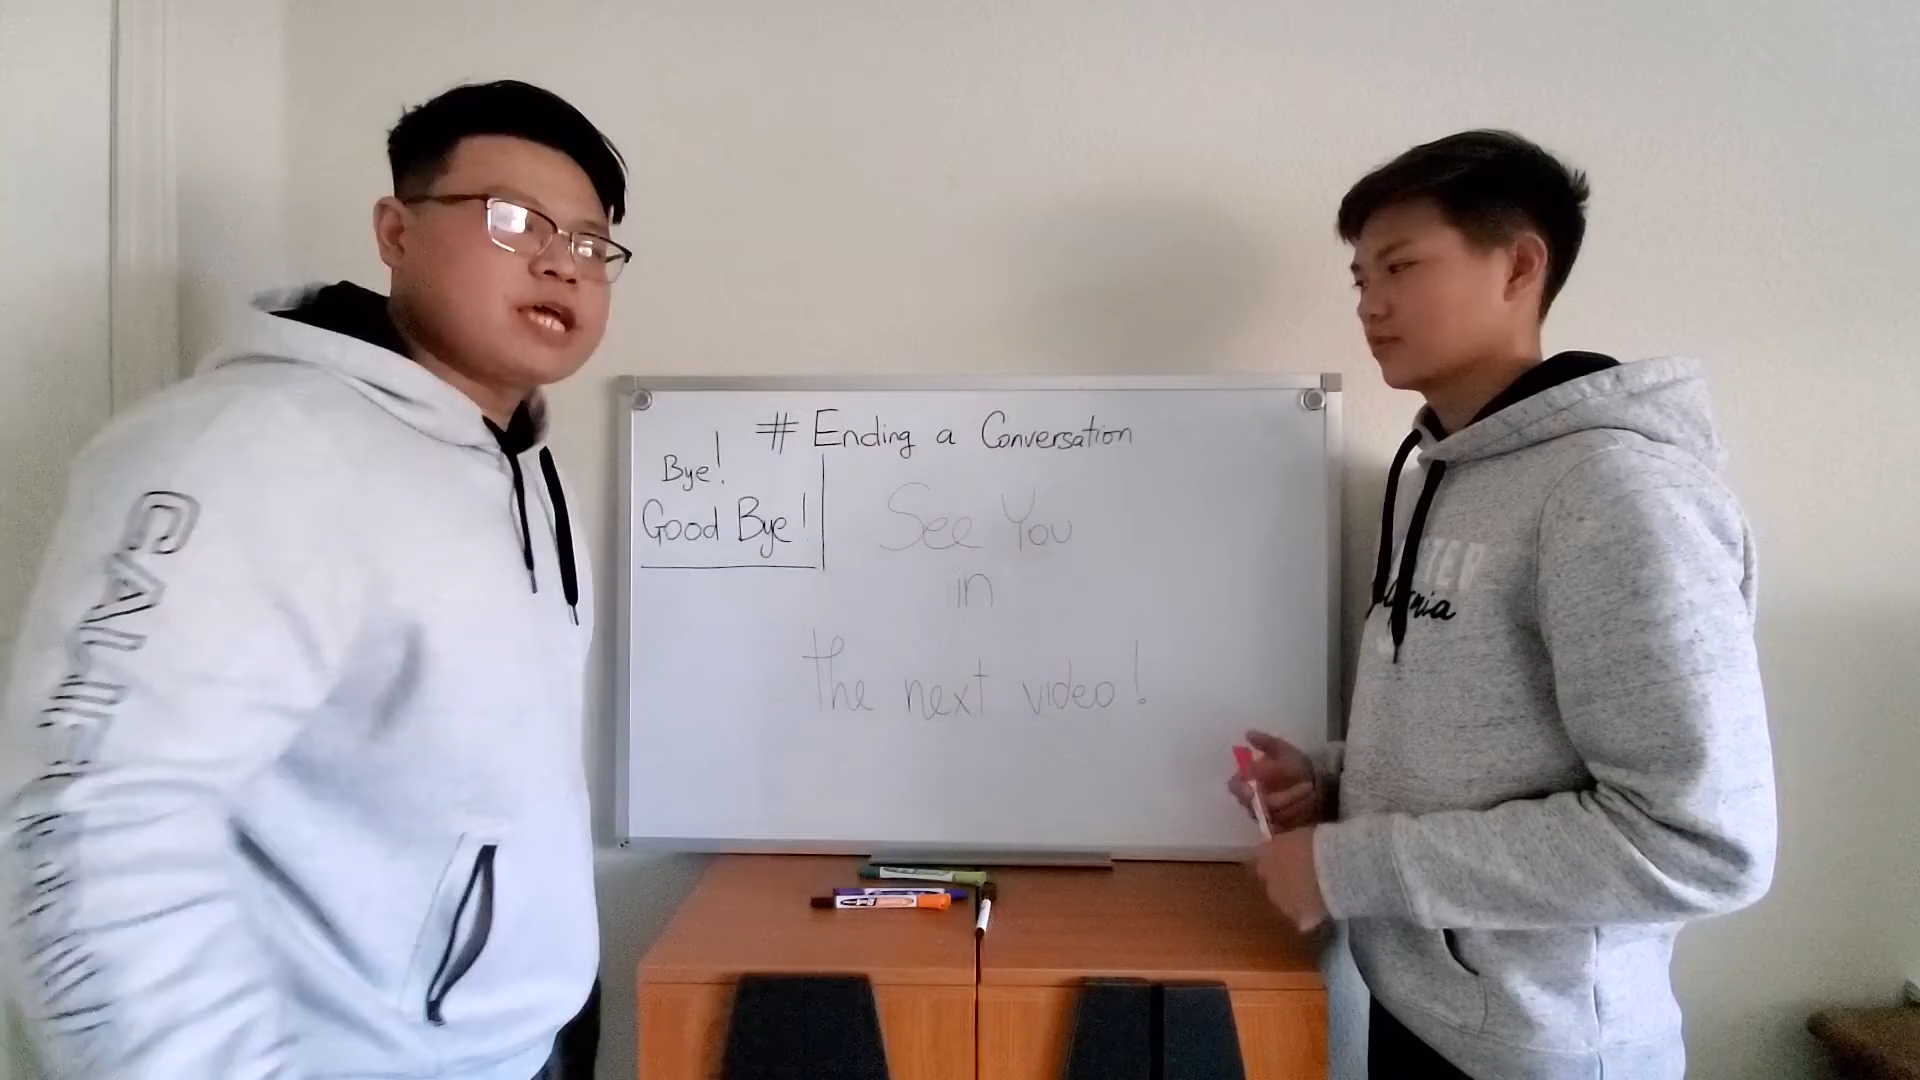 # Ending a Conversation
Bye!
Good Bye!
See You
in
the next video!